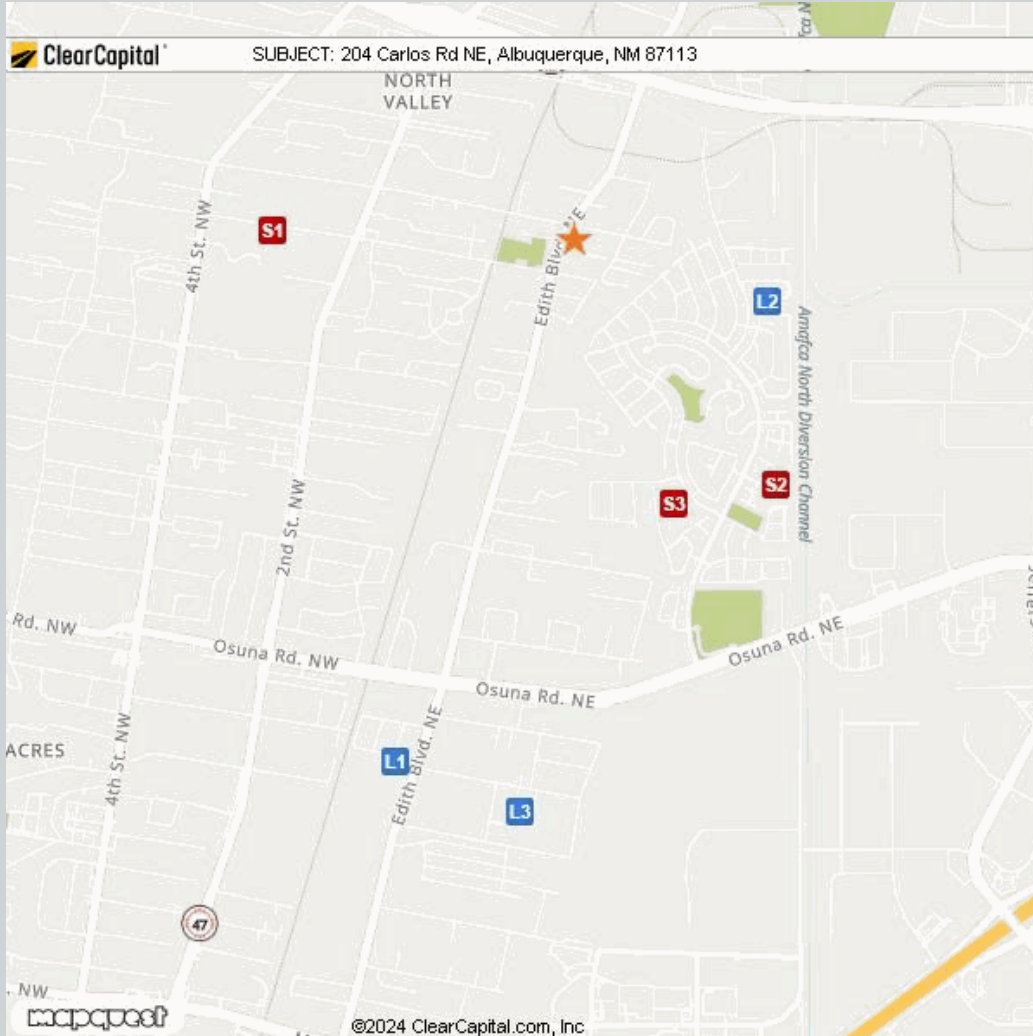 ClearCapital
SUBJECT: 204 Carlos Rd NE, Albuquerque, NM 87113
NORTH
VALLEY
4th St. NW
S1
Edith Blvd. NE
L2
Amafca North Diversion Channel
2nd St. NW
S3
S2
Rd. NW
Osuna Rd. NW
Osuna Rd. NE
Osuna Rd. NE
ACRES
4th St. NW
L1
Edith Blvd. NE
L3
47
. NW
mapquest
©2024 ClearCapital.com, Inc